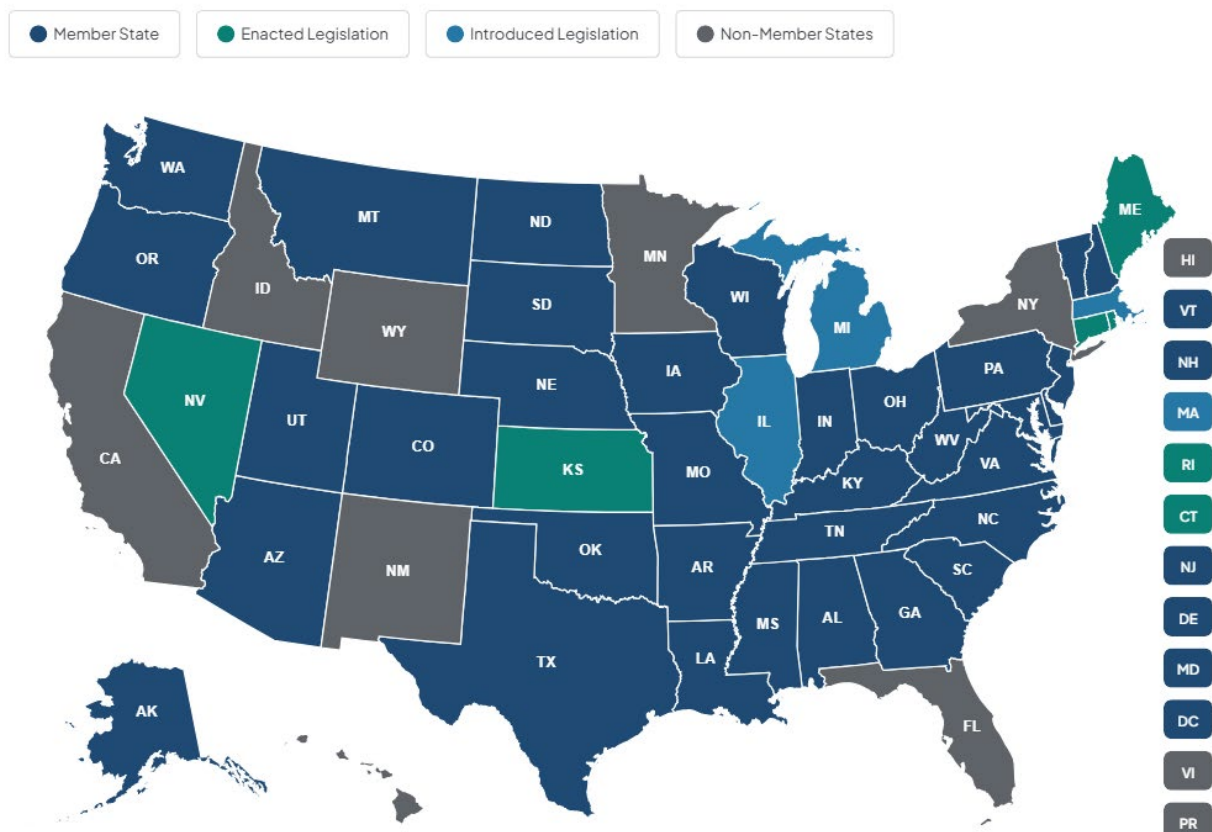 Member State
Enacted Legislation
Introduced Legislation
Non-Member States
WA
MT
ND
MN
ME
OR
ID
SD
WI
MI
NY
HI
WY
VT
NV
NE
IA
PA
NH
UT
CO
IL
IN
OH
MA
CA
KS
MO
WV
VA
RI
KY
CT
AZ
NM
OK
AR
TN
NC
NJ
SC
TX
LA
MS
AL
GA
DE
MD
AK
FL
DC
VI
PR